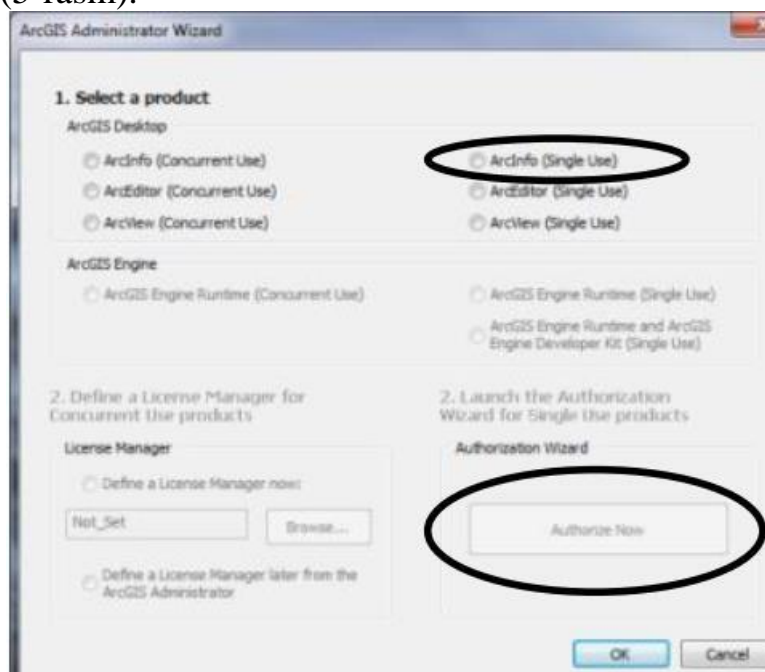 (3-rasm).
ArcGIS Administrator Wizard
1. Select a product
ArcGIS Desktop
ArcInfo (Concurrent Use)
ArcInfo (Single Use)
ArcEditor (Concurrent Use)
ArcEditor (Single Use)
ArcView (Concurrent Use)
ArcView (Single Use)
ArcGIS Engine
ArcGIS Engine Runtime (Concurrent Use)
ArcGIS Engine Runtime (Single Use)
ArcGIS Engine Runtime and ArcGIS
Engine Developer Kit (Single Use)
2. Define a License Manager for
Concurrent Use products
License Manager
Define a License Manager now:
Not_Set
Browse...
Define a License Manager later from the
ArcGIS Administrator
2. Launch the Authorization
Wizard for Single Use products
Authorization Wizard
Authorize Now
OK
Cancel